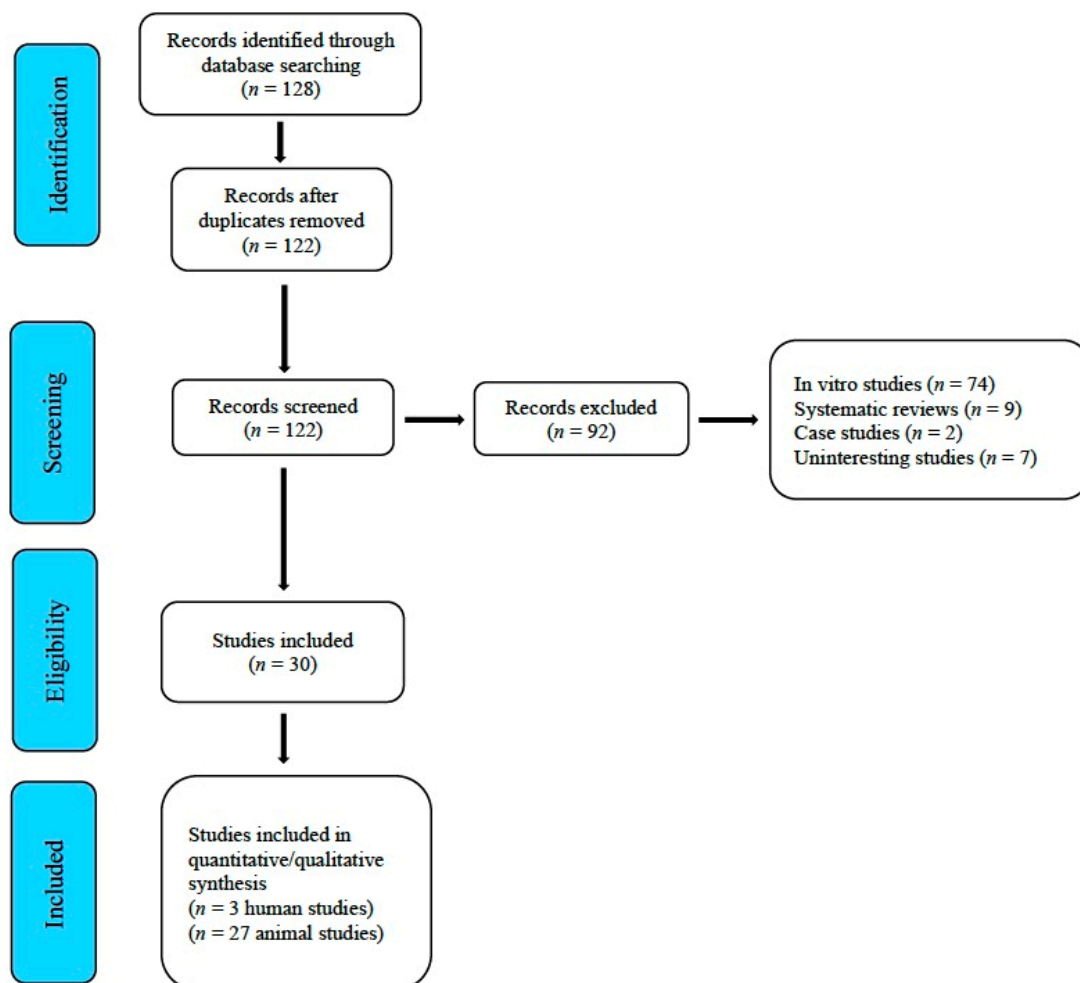 Identification
Records identified through
database searching
(n = 128)
Records after
duplicates removed
(n = 122)
Screening
Records screened
(n = 122)
Records excluded
(n = 92)
In vitro studies (n = 74)
Systematic reviews (n = 9)
Case studies (n = 2)
Uninteresting studies (n = 7)
Eligibility
Studies included
(n = 30)
Included
Studies included in
quantitative/qualitative
synthesis
(n = 3 human studies)
(n = 27 animal studies)